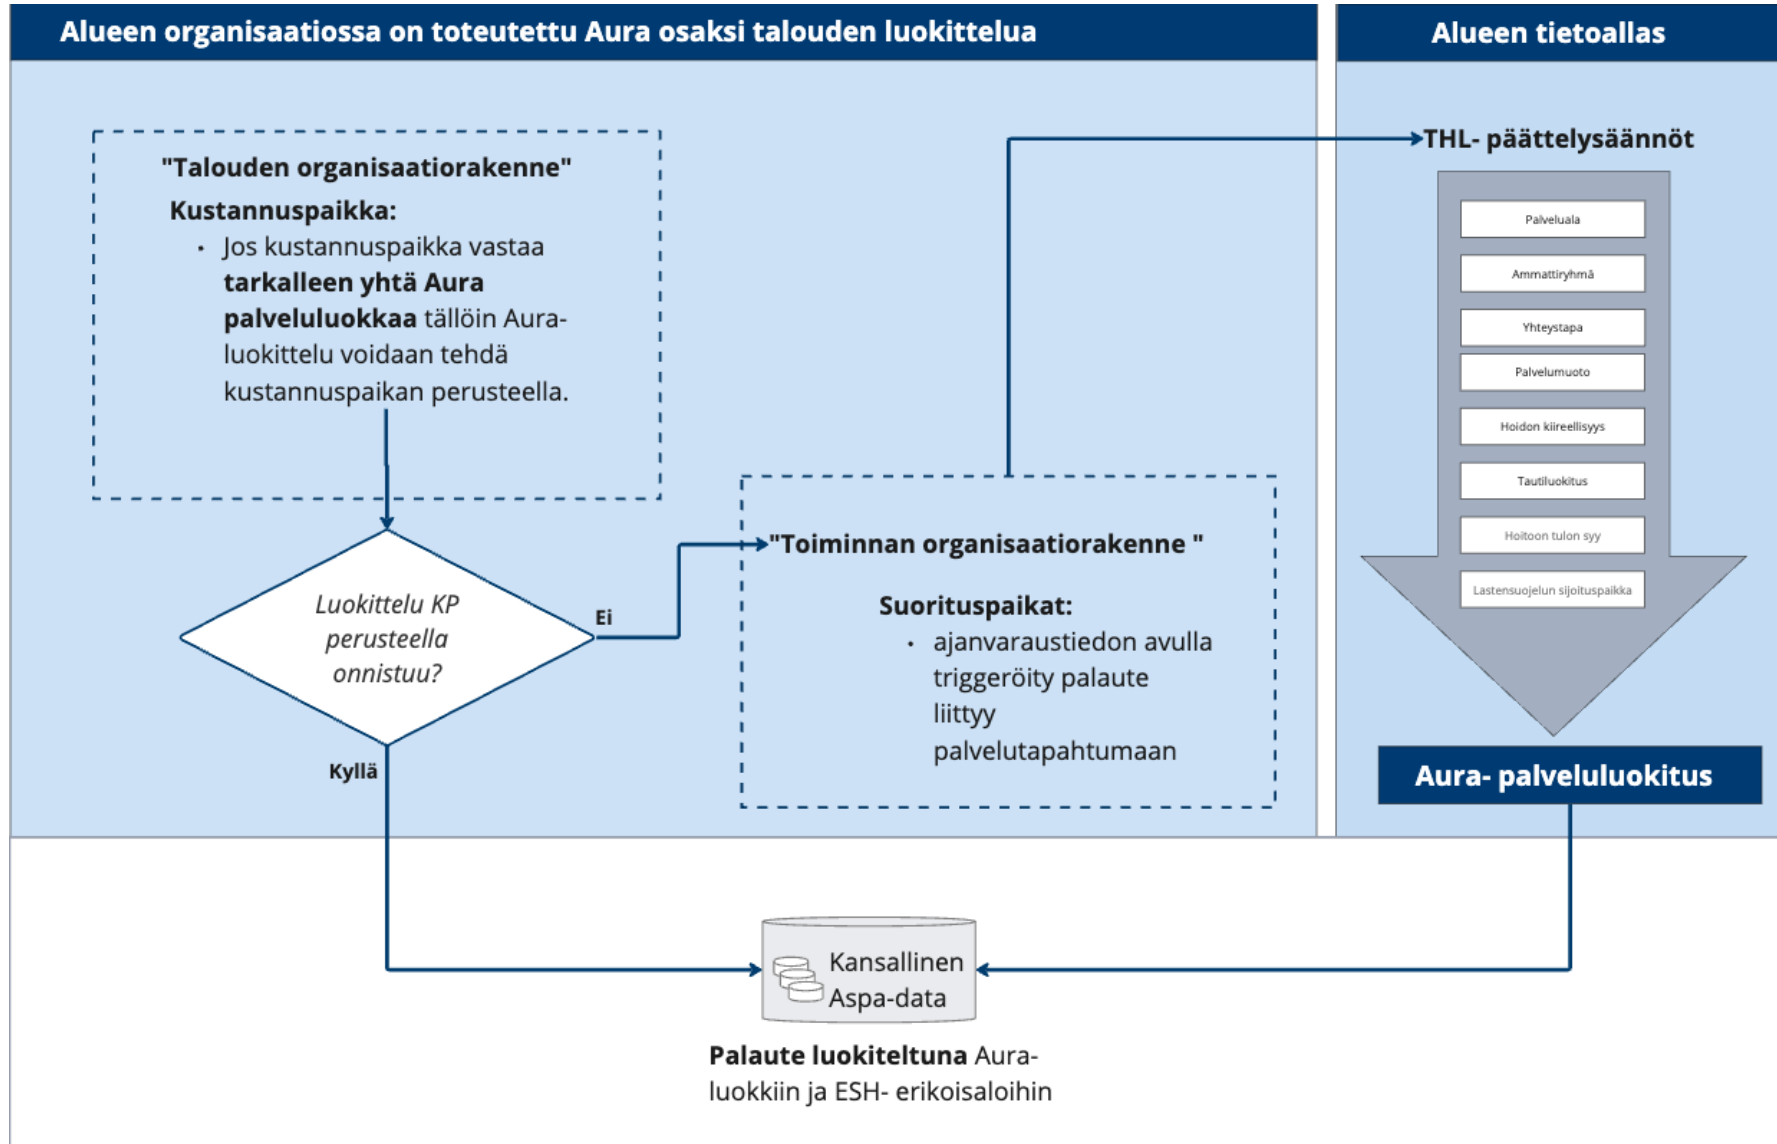 Alueen organisaatiossa on toteutettu Aura osaksi talouden luokittelua
"Talouden organisaatiorakenne"
Kustannuspaikka:
• Jos kustannuspaikka vastaa
tarkalleen yhtä Aura
palveluluokkaa tällöin Aura-
luokittelu voidaan tehdä
kustannuspaikan perusteella.
Luokittelu KP
perusteella
onnistuu?
Ei
Kyllä
"Toiminnan organisaatiorakenne "
Suorituspaikat:
• ajanvaraustiedon avulla
triggeröity palaute
liittyy
palvelutapahtumaan
Alueen tietoallas
THL- päättelysäännöt
Palveluala
Ammattiryhmä
Yhteystapa
Palvelumuoto
Hoidon kiireellisyys
Tautiluokitus
Hoitoon tulon syy
Lastensuojelun sijoituspaikka
Aura- palveluluokitus
Kansallinen
Aspa-data
Palaute luokiteltuna Aura-
luokkiin ja ESH- erikoisaloihin